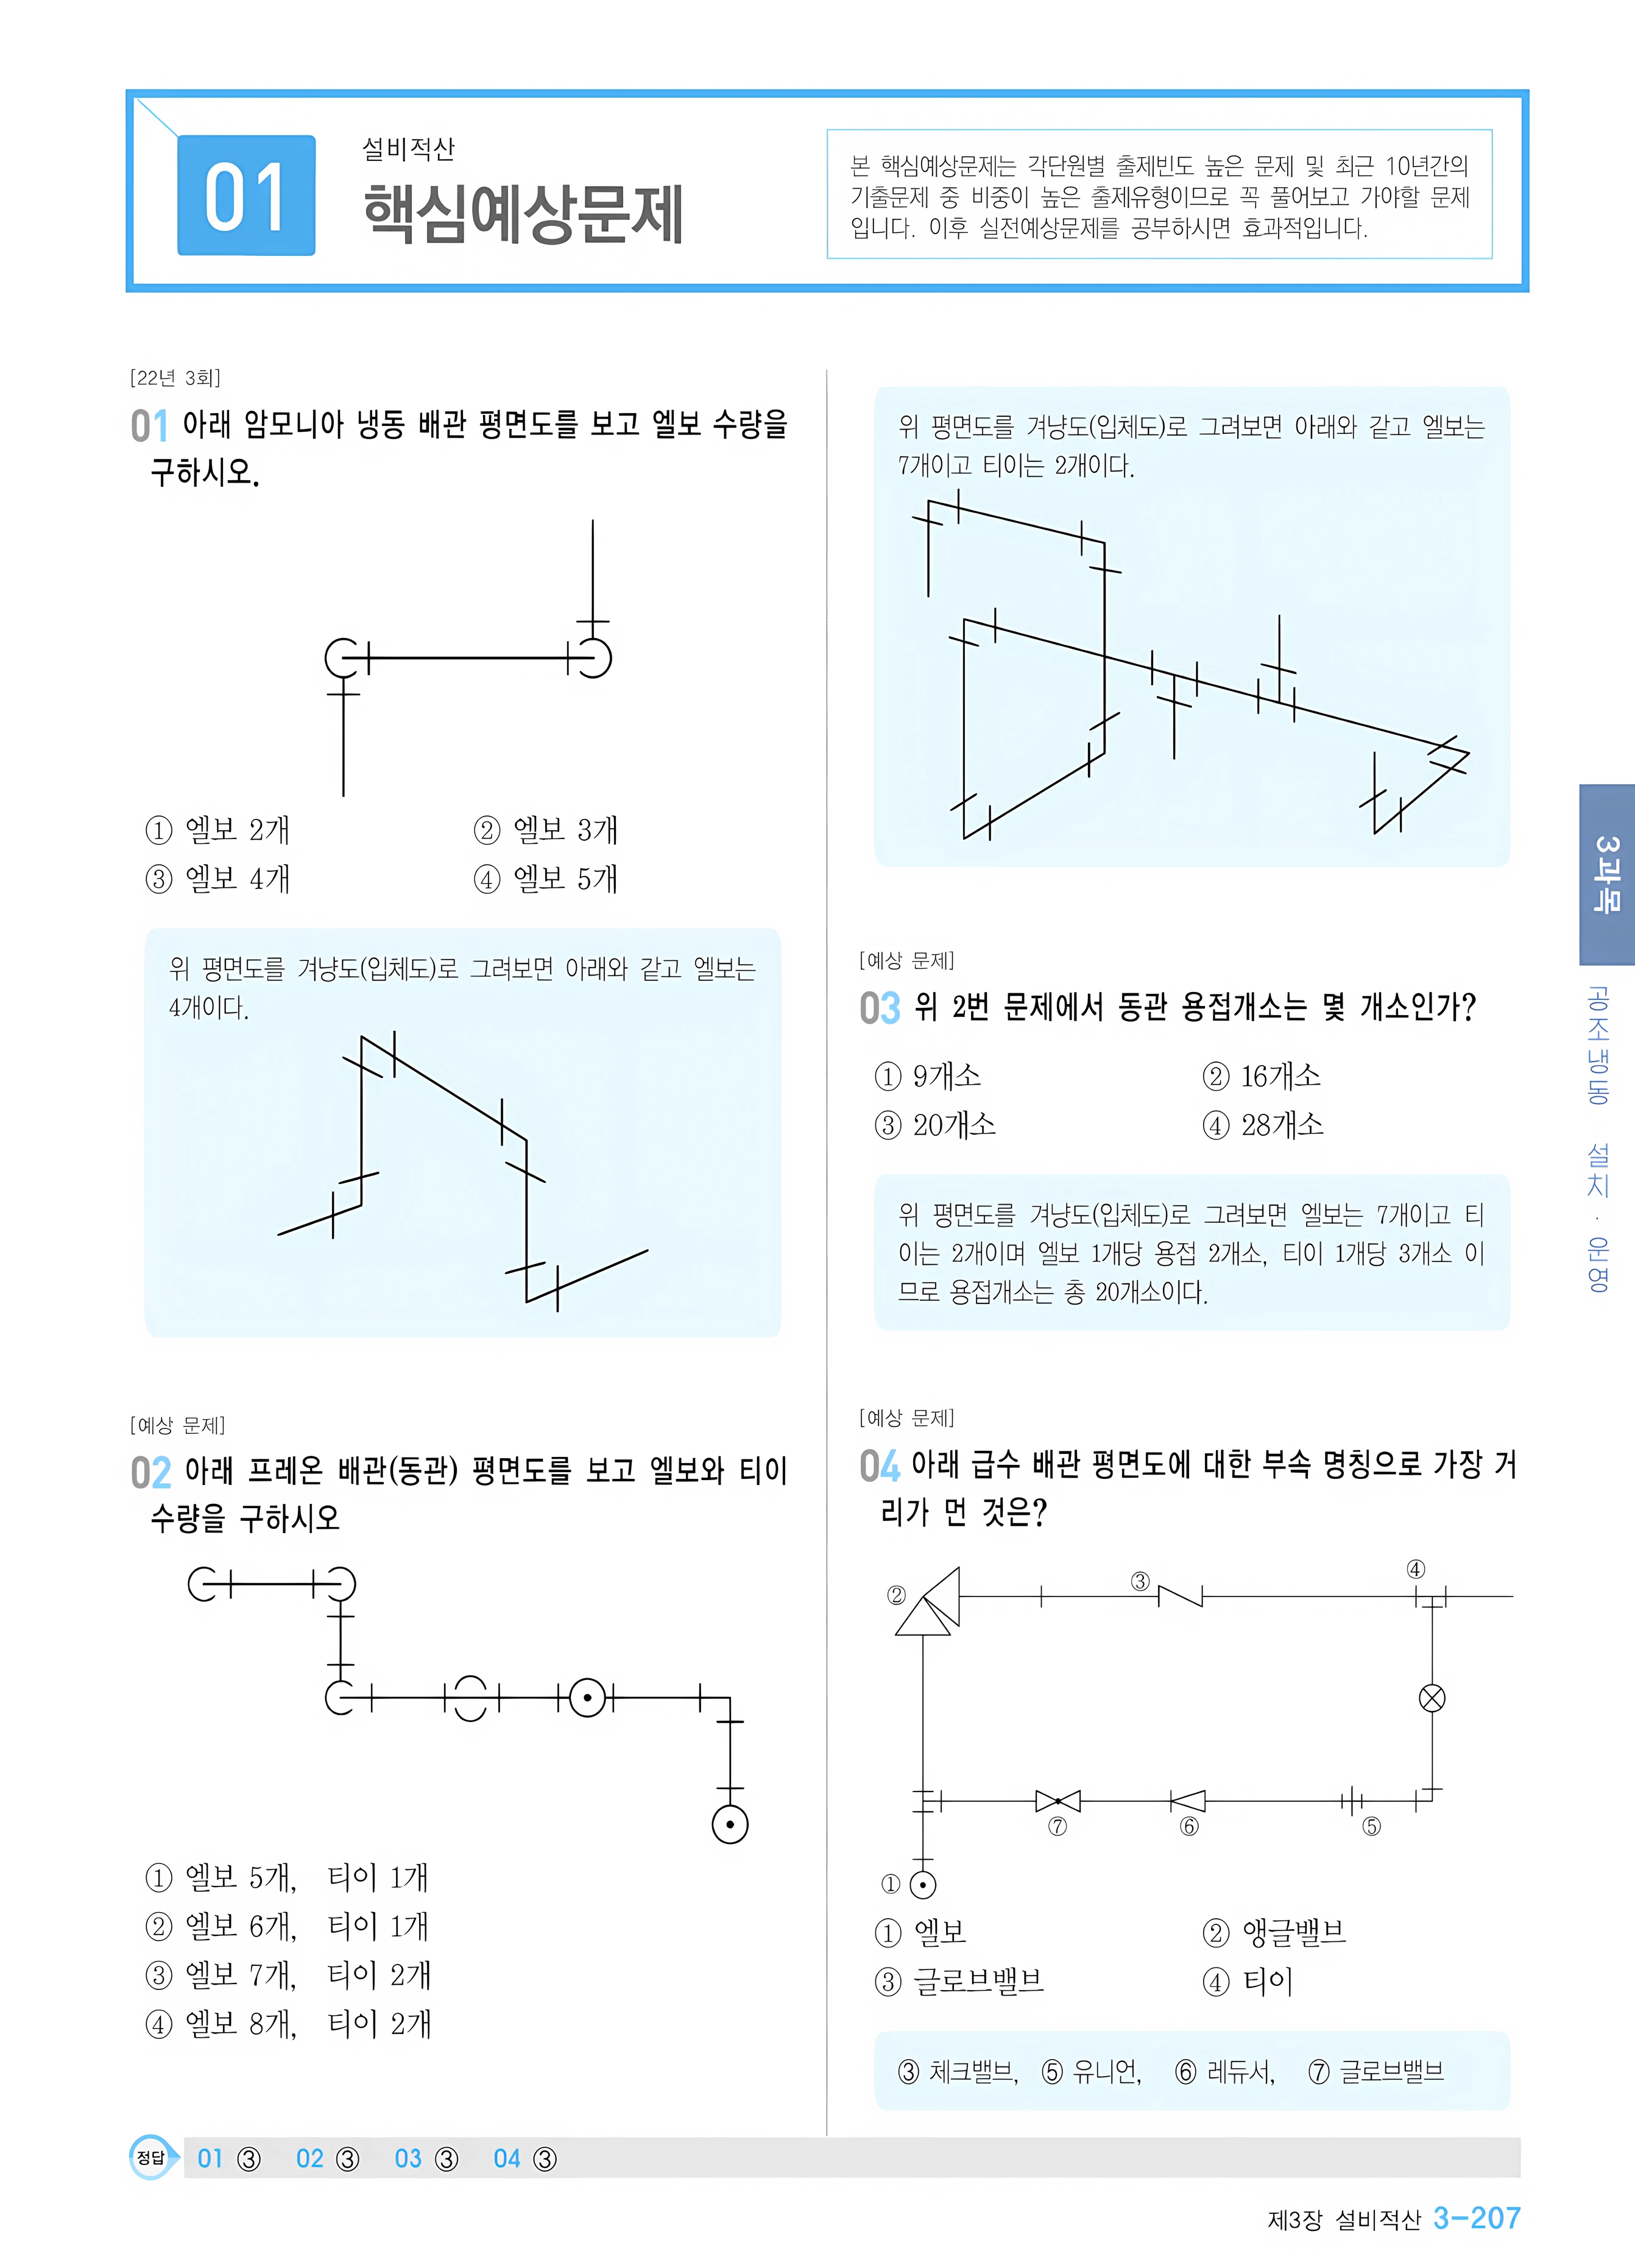 01
설비적산
핵심예상문제
본 핵심예상문제는 각단원별 출제빈도 높은 문제 및 최근 10년간의
기출문제 중 비중이 높은 출제유형이므로 꼭 풀어보고 가야할 문제
입니다. 이후 실전예상문제를 공부하시면 효과적입니다.
[22년 3회]
01 아래 암모니아 냉동 배관 평면도를 보고 엘보 수량을
구하시오.
① 엘보 2개 ② 엘보 3개
③ 엘보 4개 ④ 엘보 5개
위 평면도를 겨냥도(입체도)로 그려보면 아래와 같고 엘보는
4개이다.
[예상 문제]
02 아래 프레온 배관(동관) 평면도를 보고 엘보와 티이
수량을 구하시오
① 엘보 5개, 티이 1개
② 엘보 6개, 티이 1개
③ 엘보 7개, 티이 2개
④ 엘보 8개, 티이 2개
위 평면도를 겨냥도(입체도)로 그려보면 아래와 같고 엘보는
7개이고 티이는 2개이다.
[예상 문제]
03 위 2번 문제에서 동관 용접개소는 몇 개소인가?
① 9개소 ② 16개소
③ 20개소 ④ 28개소
위 평면도를 겨냥도(입체도)로 그려보면 엘보는 7개이고 티
이는 2개이며 엘보 1개당 용접 2개소, 티이 1개당 3개소 이
므로 용접개소는 총 20개소이다.
[예상 문제]
04 아래 급수 배관 평면도에 대한 부속 명칭으로 가장 거
리가 먼 것은?
②
③
④
⑦
⑥
⑤
①
① 엘보 ② 앵글밸브
③ 글로브밸브 ④ 티이
③ 체크밸브, ⑤ 유니언, ⑥ 레듀서, ⑦ 글로브밸브
3과목
공조냉동 설치·운영
정답 01 ③ 02 ③ 03 ③ 04 ③
제3장 설비적산 3-207